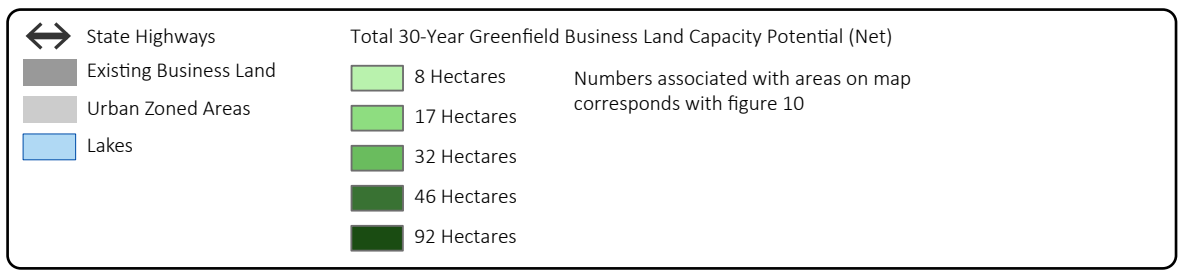 State Highways
Existing Business Land
Urban Zoned Areas
Lakes
Total 30-Year Greenfield Business Land Capacity Potential (Net)
8 Hectares
17 Hectares
32 Hectares
46 Hectares
92 Hectares
Numbers associated with areas on map
corresponds with figure 10